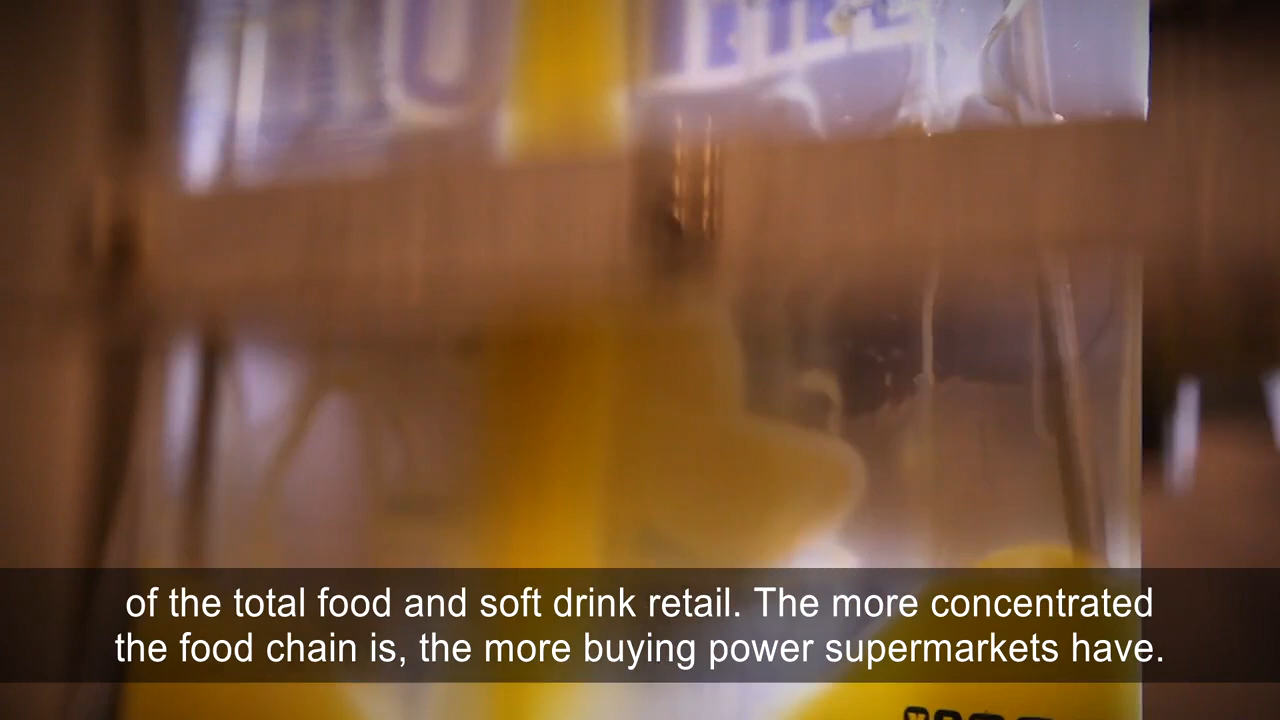 of the total food and soft drink retail. The more concentrated
the food chain is, the more buying power supermarkets have.